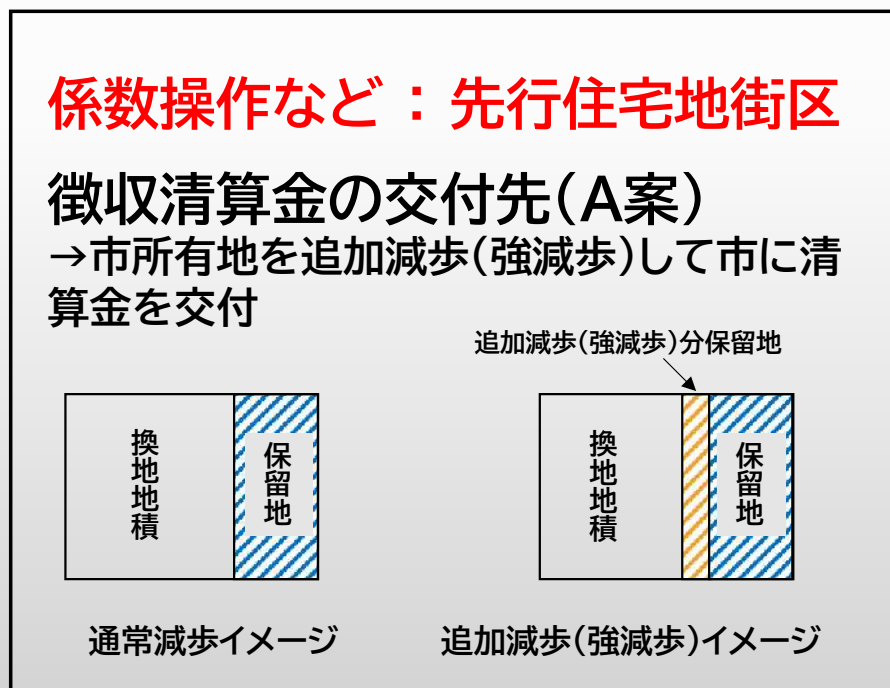 係数操作など：先行住宅地街区
徴収清算金の交付先（A案）
→市所有地を追加減歩（強減歩）して市に清
算金を交付
追加減歩（強減歩）分保留地
換地地積
保留地
換地地積
保留地
通常減歩イメージ
追加減歩（強減歩）イメージ